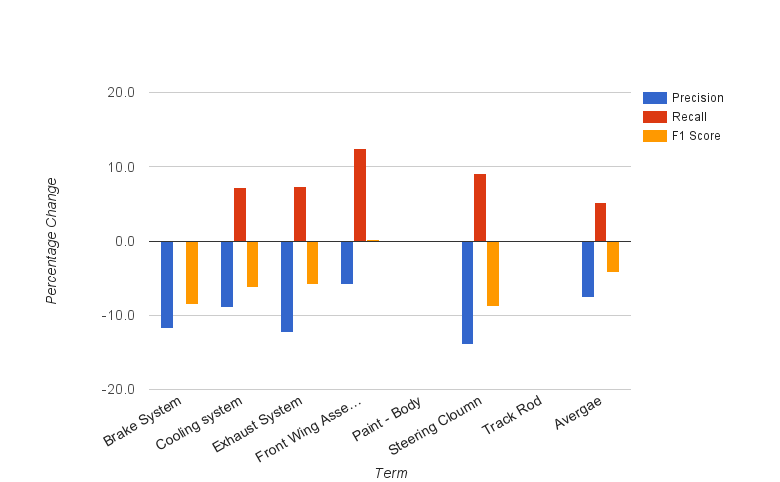 20.0
10.0
0.0
-10.0
-20.0
Percentage Change
Precision
Recall
F1 Score
Brake System
Cooling system
Exhaust System
Front Wing Asse...
Paint - Body
Steering Cloumn
Track Rod
Avergae
Term